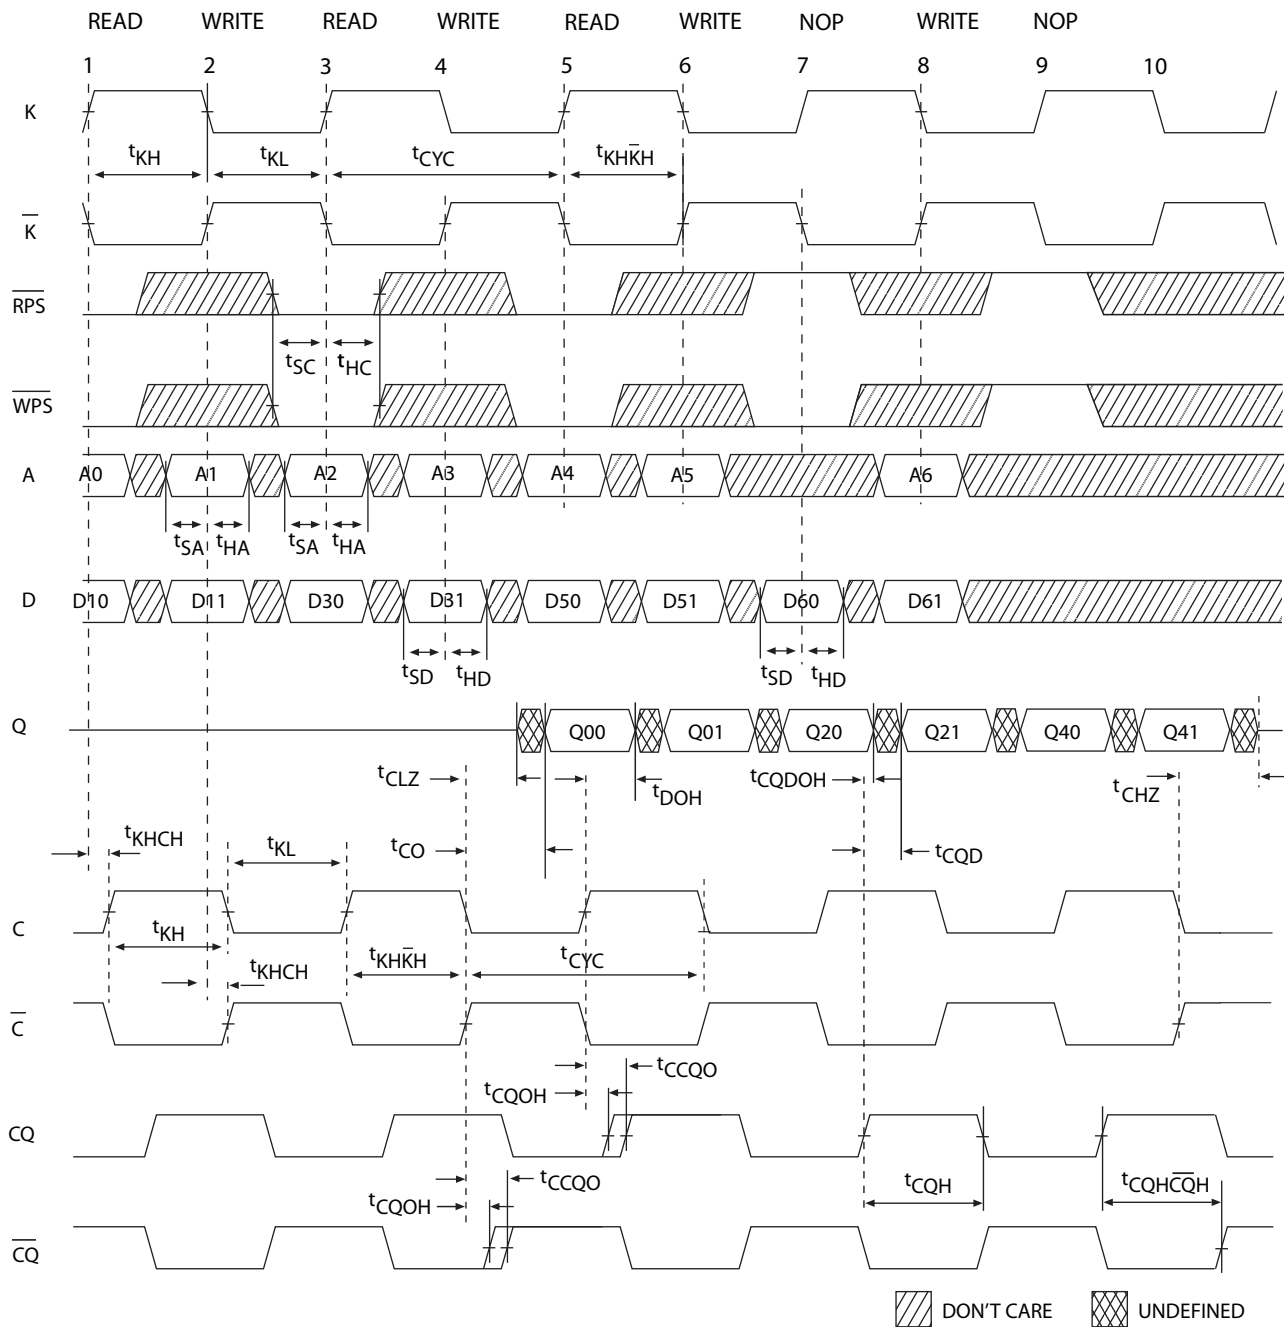 READ WRITE READ WRITE READ WRITE NOP WRITE NOP
1 2 3 4 5 6 7 8 9 10
K
tKH tKL tCYC tKHK̅H
K̅
R̅P̅S̅
tSC tHC
W̅P̅S̅
A A0 A1 A2 A3 A4 A5 A6
tSA tHA tSA tHA
D D10 D11 D30 D31 D50 D51 D60 D61
tSD tHD tSD tHD
Q Q00 Q01 Q20 Q21 Q40 Q41
tCLZ tDOH tCQDOH tCHZ
tKHCH tKL tCO tCQD
C
tKH tKHK̅H tCYC
tKHCH
C̅
tCCQO
tCQOH
CQ
tCCQO tCQH tCQHC̅Q̅H
tCQOH
C̅Q̅
DON'T CARE UNDEFINED